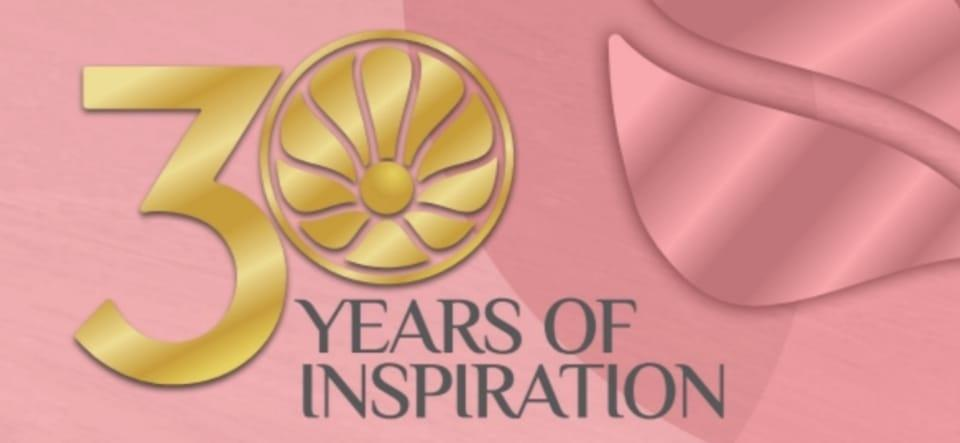 30
YEARS OF
INSPIRATION